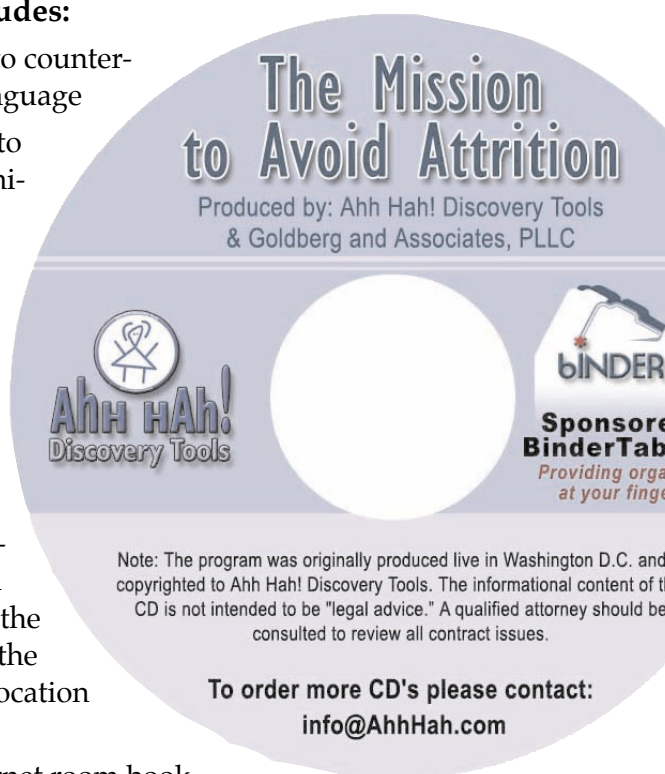 udes:
o counter-
nguage
to
ni-
The Mission
to Avoid Attrition
Produced by: Ahh Hah! Discovery Tools
& Goldberg and Associates, PLLC
Ahh hAh!
Discovery Tools
bINDER
Sponsore
BinderTab
Providing orga
at your finge
Note: The program was originally produced live in Washington D.C. and
copyrighted to Ahh Hah! Discovery Tools. The informational content of th
CD is not intended to be "legal advice." A qualified attorney should be
consulted to review all contract issues.
To order more CD's please contact:
info@AhhHah.com
-
the
the
ocation
rnet room book